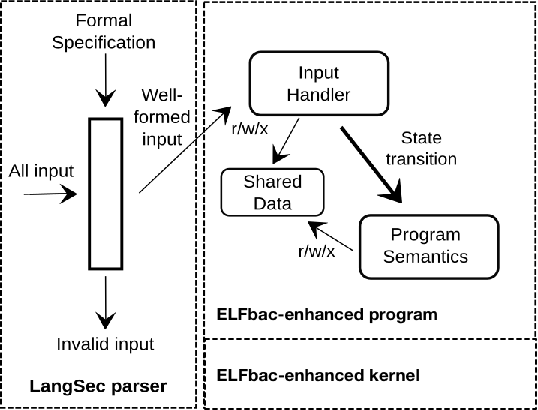 Formal
Specification
Well-
formed
input
All input
Invalid input
LangSec parser
Input
Handler
r/w/x
State
transition
Shared
Data
r/w/x
Program
Semantics
ELFbac-enhanced program
ELFbac-enhanced kernel